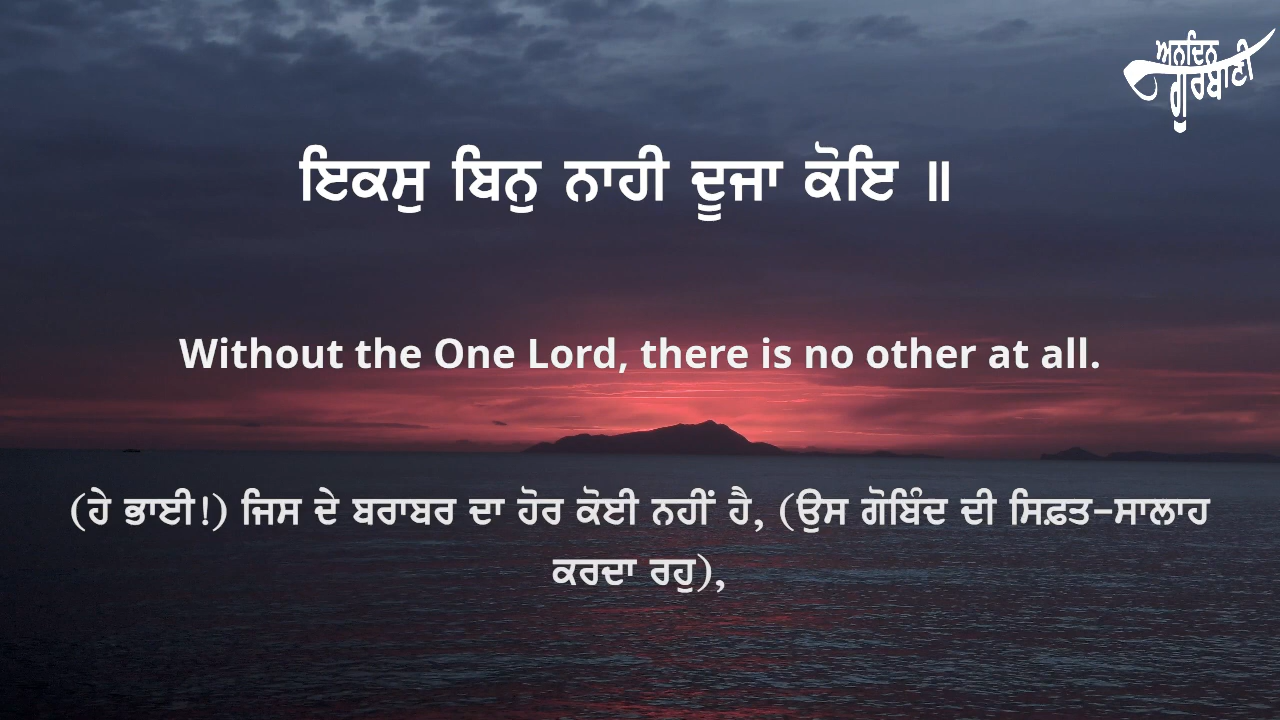 ਅਨਦਿਨ
ਗੁਰਬਾਣੀ
ਇਕਸੁ ਬਿਨੁ ਨਾਹੀ ਦੂਜਾ ਕੋਇ ॥
Without the One Lord, there is no other at all.
(ਹੇ ਭਾਈ!) ਜਿਸ ਦੇ ਬਰਾਬਰ ਦਾ ਹੋਰ ਕੋਈ ਨਹੀਂ ਹੈ, (ਉਸ ਗੋਬਿੰਦ ਦੀ ਸਿਫ਼ਤ-ਸਾਲਾਹ
ਕਰਦਾ ਰਹੁ),